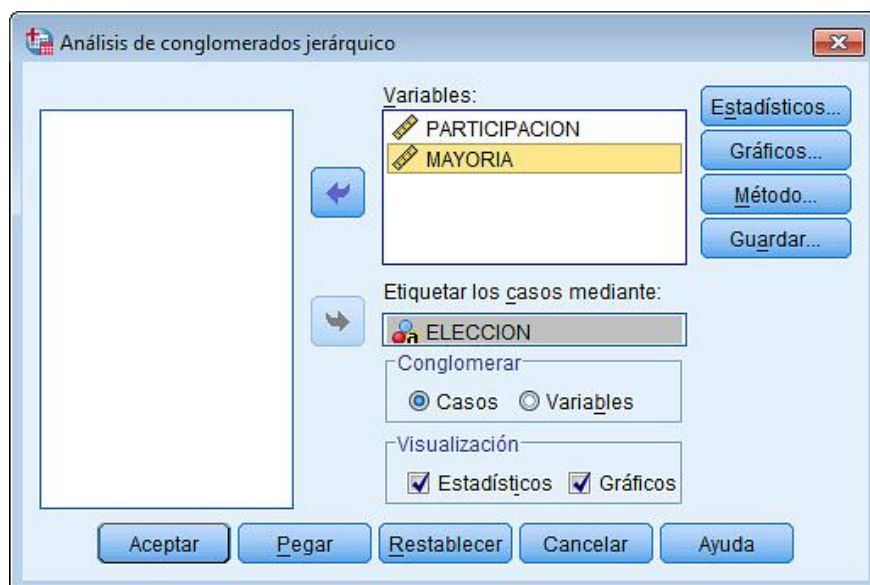 Análisis de conglomerados jerárquico
Variables:
PARTICIPACION
MAYORIA
Estadísticos...
Gráficos...
Método...
Guardar...
Etiquetar los casos mediante:
ELECCION
Conglomerar
Casos Variables
Visualización
Estadísticos Gráficos
Aceptar Pegar Restablecer Cancelar Ayuda